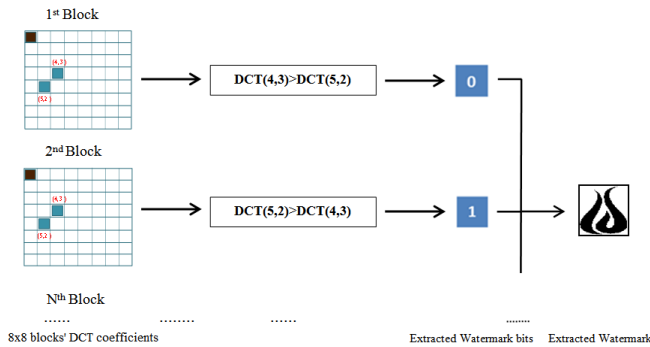 1st Block
(4,3)
(5,2)
DCT(4,3)>DCT(5,2)
0
2nd Block
(4,3)
(5,2)
DCT(5,2)>DCT(4,3)
1
Nth Block
...... ........ ...... ........
8x8 blocks' DCT coefficients
Extracted Watermark bits
Extracted Watermark